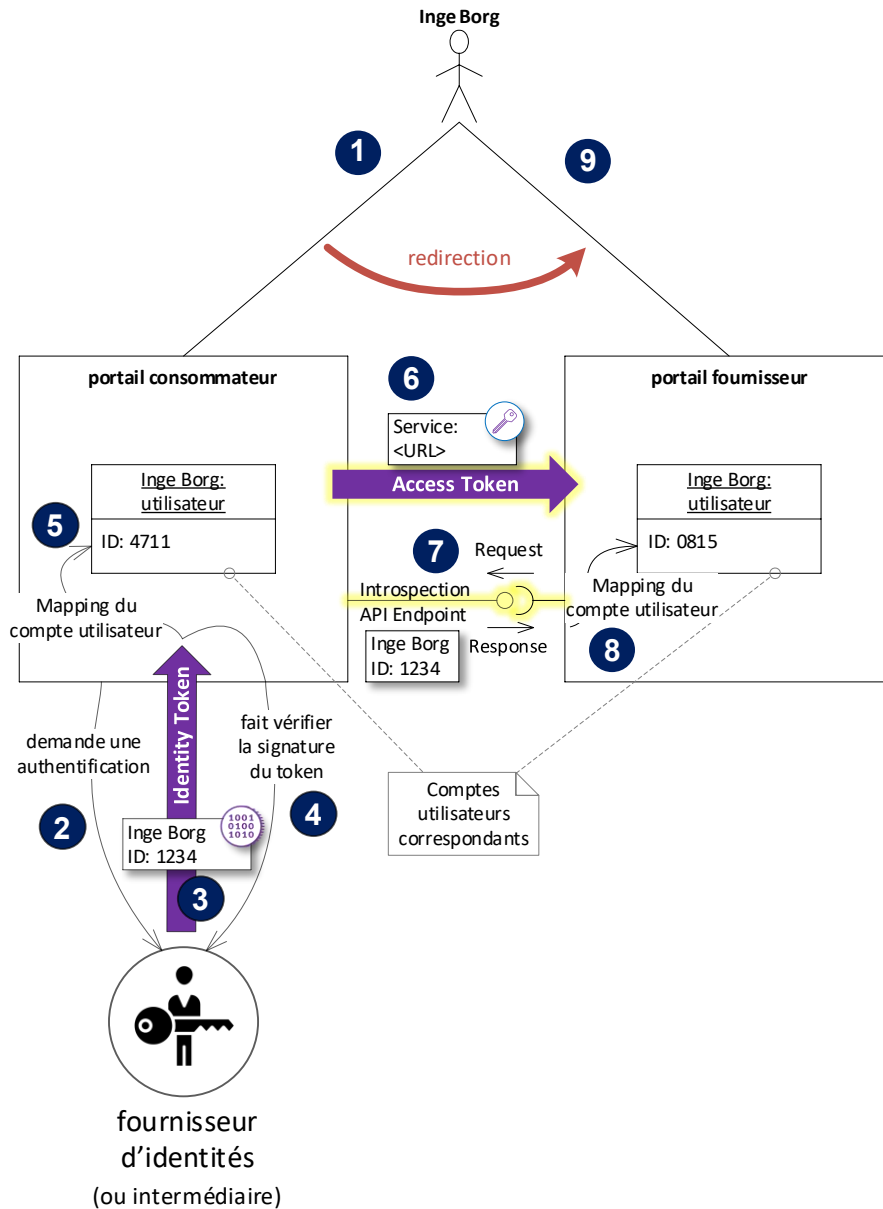 Inge Borg
1
9
redirection
portail consommateur
portail fournisseur
6
Service:
<URL>
Access Token
Inge Borg:
utilisateur
ID: 4711
5
Mapping du
compte utilisateur
7
Request
Introspection
API Endpoint
Response
Inge Borg
ID: 1234
Inge Borg:
utilisateur
ID: 0815
Mapping du
compte utilisateur
8
demande une
authentification
2
Identity Token
fait vérifier
la signature
du token
4
1001
0100
1010
Inge Borg
ID: 1234
3
Comptes
utilisateurs
correspondants
fournisseur
d’identités
(ou intermédiaire)